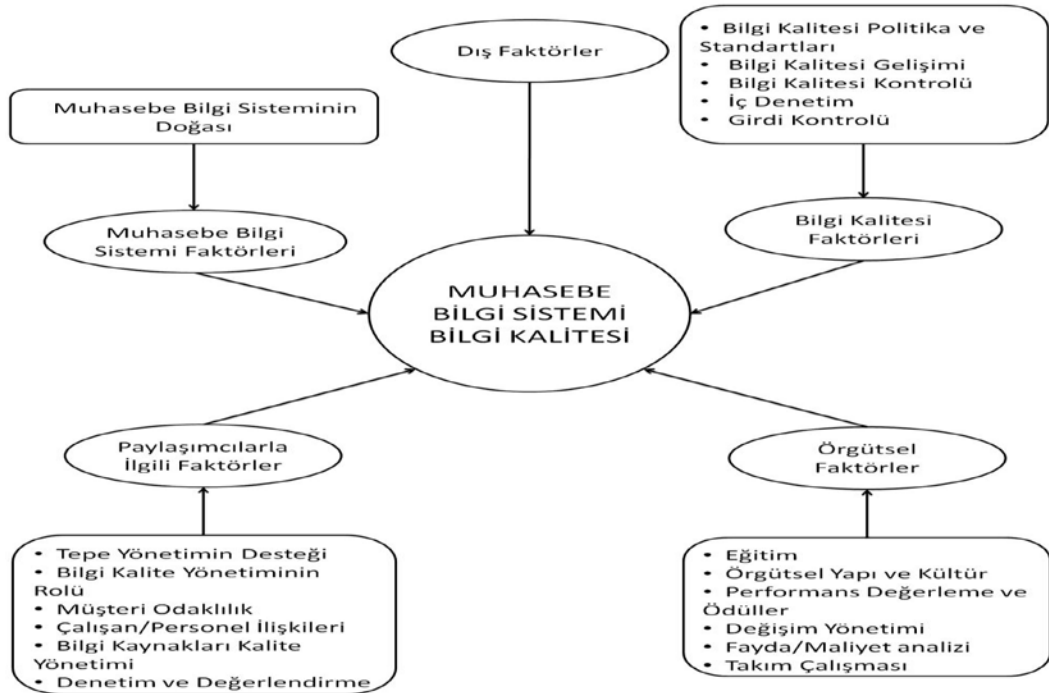 Dış Faktörler
• Bilgi Kalitesi Politika ve
Standartları
• Bilgi Kalitesi Gelişimi
• Bilgi Kalitesi Kontrolü
• İç Denetim
• Girdi Kontrolü
Muhasebe Bilgi Sisteminin
Doğası
Muhasebe Bilgi
Sistemi Faktörleri
Bilgi Kalitesi
Faktörleri
MUHASEBE
BİLGİ SİSTEMİ
BİLGİ KALİTESİ
Paylaşımcılarla
İlgili Faktörler
Örgütsel
Faktörler
• Tepe Yönetimin Desteği
• Bilgi Kalite Yönetiminin
Rolü
• Müşteri Odaklılık
• Çalışan/Personel İlişkileri
• Bilgi Kaynakları Kalite
Yönetimi
• Denetim ve Değerlendirme
• Eğitim
• Örgütsel Yapı ve Kültür
• Performans Değerleme ve
Ödüller
• Değişim Yönetimi
• Fayda/Maliyet analizi
• Takım Çalışması